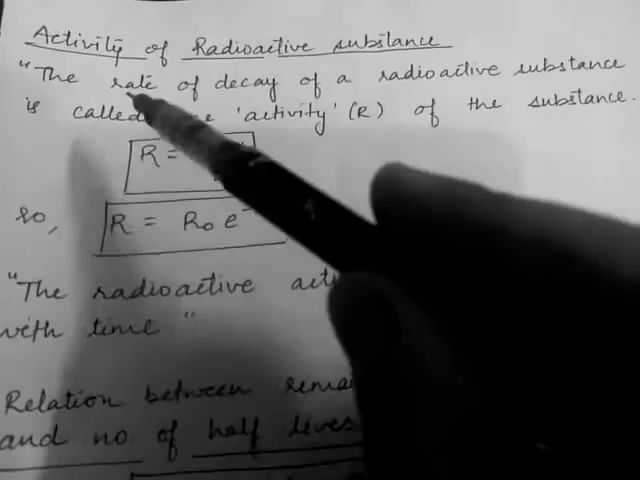 Activity of Radioactive substance
"The rate of decay of a radioactive substance
is called 'activity' (R) of the substance.
R =
so,
R = R₀ e⁻
"The radioactive
with time"
Relation between
and no of half lives